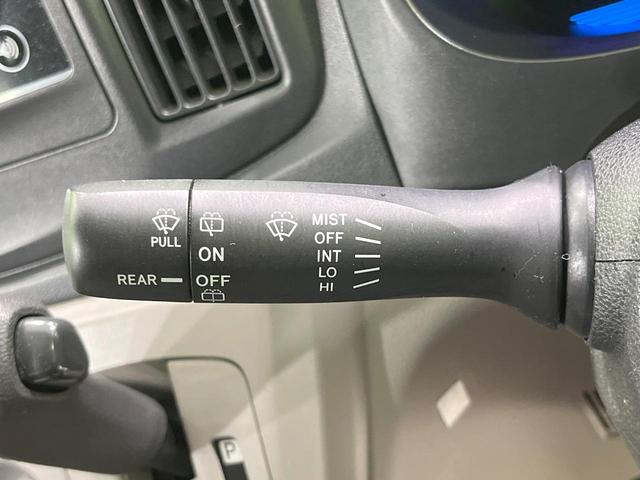 PULL
REAR
ON
OFF
MIST
OFF
INT
LO
HI
P